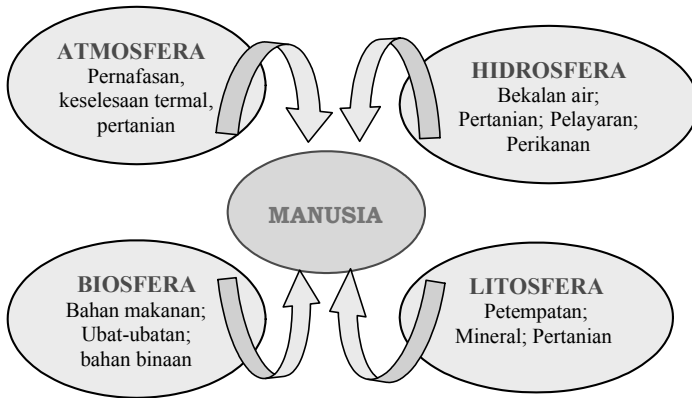 ATMOSFERA
Pernafasan,
keselesaan termal,
pertanian
HIDROSFERA
Bekalan air;
Pertanian; Pelayaran;
Perikanan
MANUSIA
BIOSFERA
Bahan makanan;
Ubat-ubatan;
bahan binaan
LITOSFERA
Petempatan;
Mineral; Pertanian